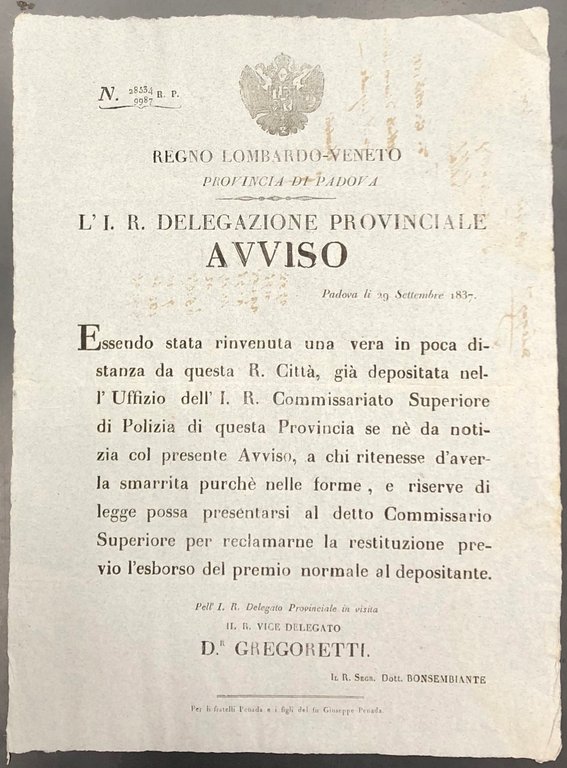 N. 28534/9987 R. P.
REGNO LOMBARDO-VENETO
PROVINCIA DI PADOVA
L' I. R. DELEGAZIONE PROVINCIALE
AVVISO
Padova li 29 Settembre 1837.
Essendo stata rinvenuta una vera in poca di-
stanza da questa R. Città, già depositata nel-
l' Uffizio dell' I. R. Commissariato Superiore
di Polizia di questa Provincia se nè da noti-
zia col presente Avviso, a chi ritenesse d'aver-
la smarrita purchè nelle forme, e riserve di
legge possa presentarsi al detto Commissario
Superiore per reclamarne la restituzione pre-
vio l'esborso del premio normale al depositante.
Pell' I. R. Delegato Provinciale in visita
IL R. VICE DELEGATO
D.R GREGORETTI.
IL R. SEGR. Dott. BONSEMBIANTE
Per li fratelli Penada e i figli del fu Giuseppe Penada.